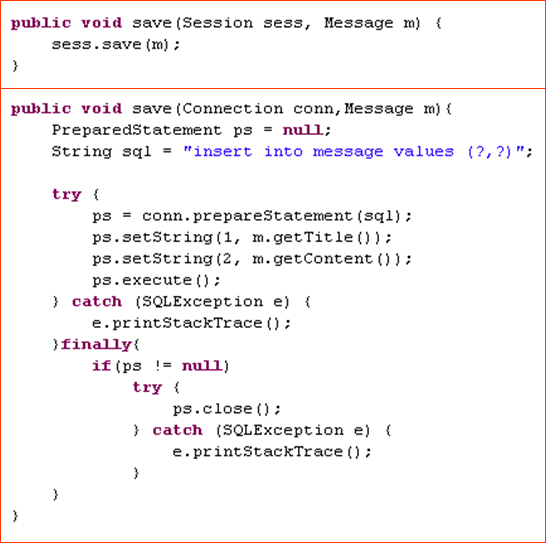 public void save(Session sess, Message m) {
    sess.save(m);
}
public void save(Connection conn,Message m){
    PreparedStatement ps = null;
    String sql = "insert into message values (?,?)";

    try {
        ps = conn.prepareStatement(sql);
        ps.setString(1, m.getTitle());
        ps.setString(2, m.getContent());
        ps.execute();
    } catch (SQLException e) {
        e.printStackTrace();
    }finally{
        if(ps != null)
            try {
                ps.close();
            } catch (SQLException e) {
                e.printStackTrace();
            }
    }
}